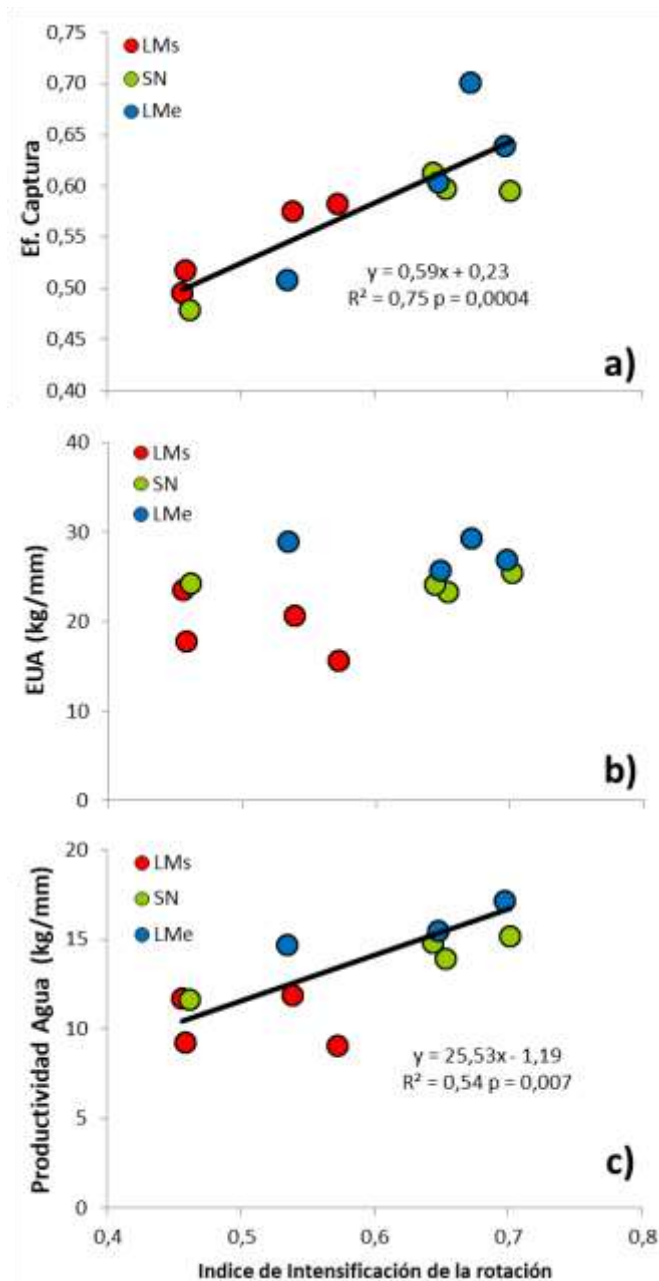 0,75
0,70
0,65
0,60
0,55
0,50
0,45
0,40
Ef. Captura
LMs
SN
LMe
y = 0,59x + 0,23
R² = 0,75 p = 0,0004
a)
40
30
20
10
0
EUA (kg/mm)
LMs
SN
LMe
b)
20
15
10
5
0
Productividad Agua (kg/mm)
LMs
SN
LMe
y = 25,53x - 1,19
R² = 0,54 p = 0,007
c)
0,4 0,5 0,6 0,7 0,8
Indice de Intensificación de la rotación